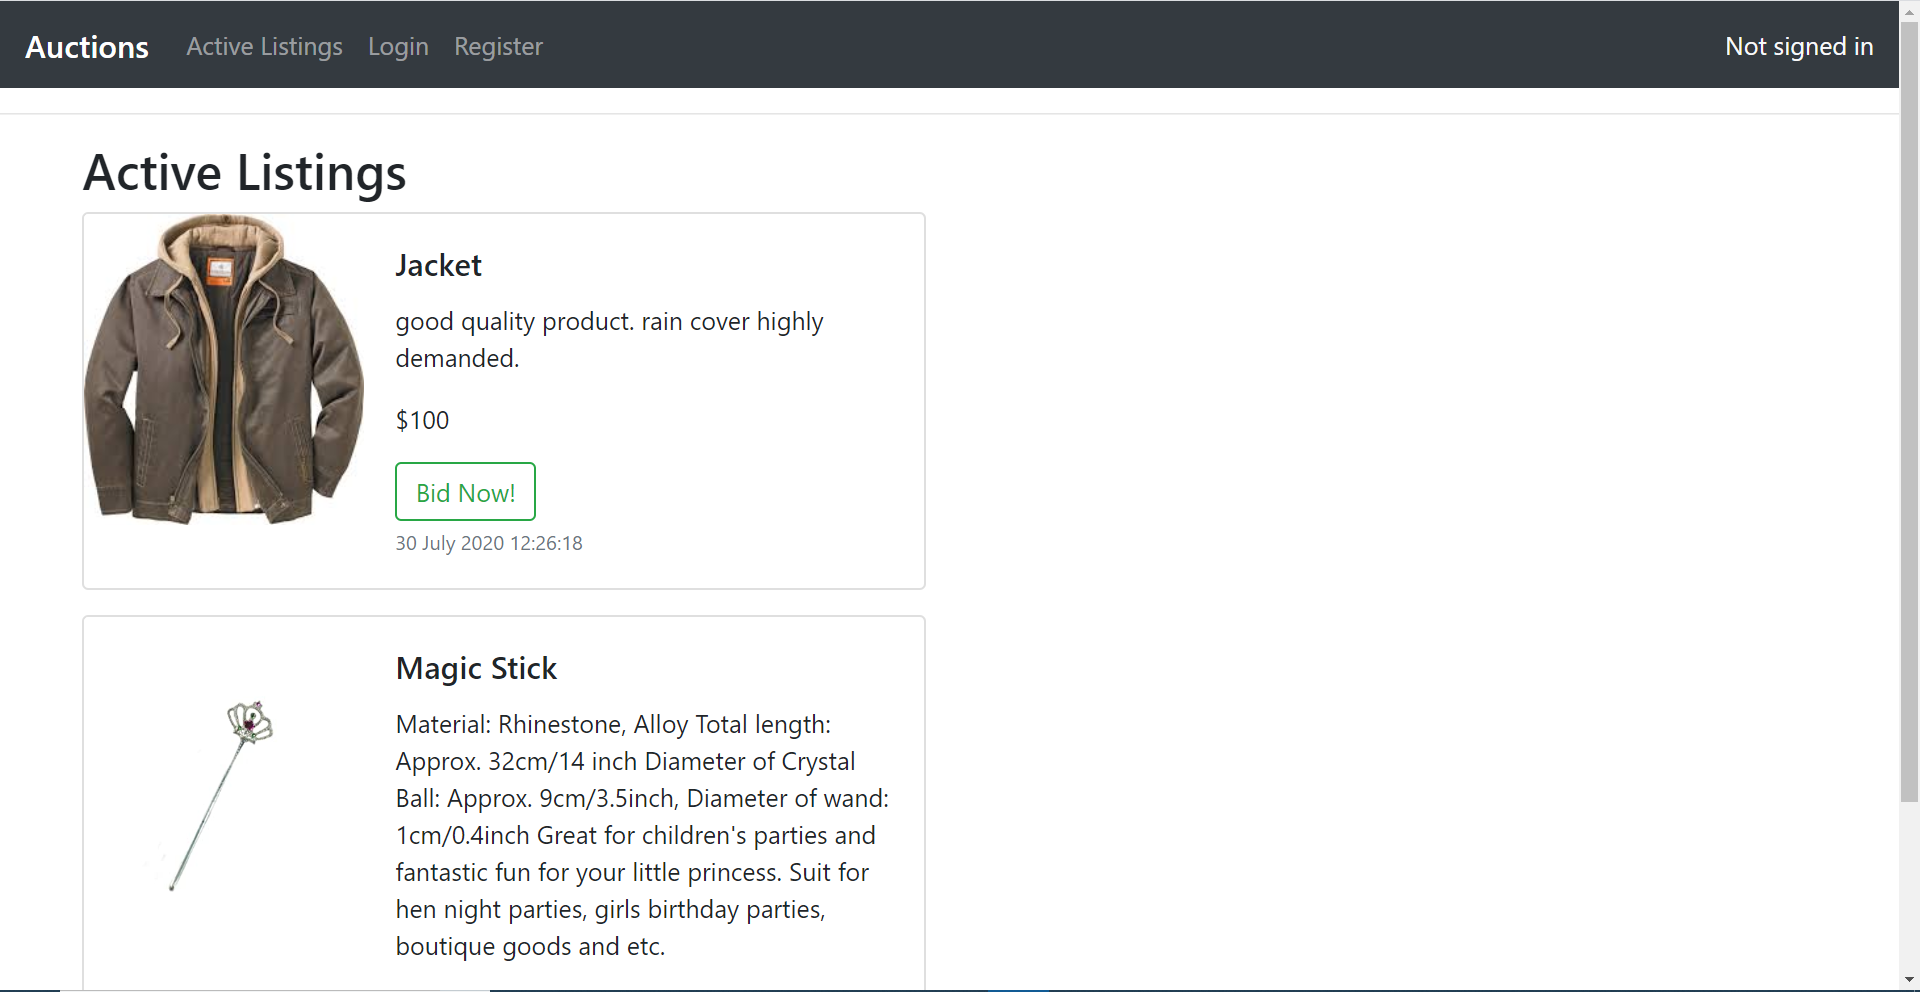 Auctions Active Listings Login Register Not signed in
Active Listings
Jacket
good quality product. rain cover highly
demanded.
$100
Bid Now!
30 July 2020 12:26:18
Magic Stick
Material: Rhinestone, Alloy Total length:
Approx. 32cm/14 inch Diameter of Crystal
Ball: Approx. 9cm/3.5inch, Diameter of wand:
1cm/0.4inch Great for children's parties and
fantastic fun for your little princess. Suit for
hen night parties, girls birthday parties,
boutique goods and etc.